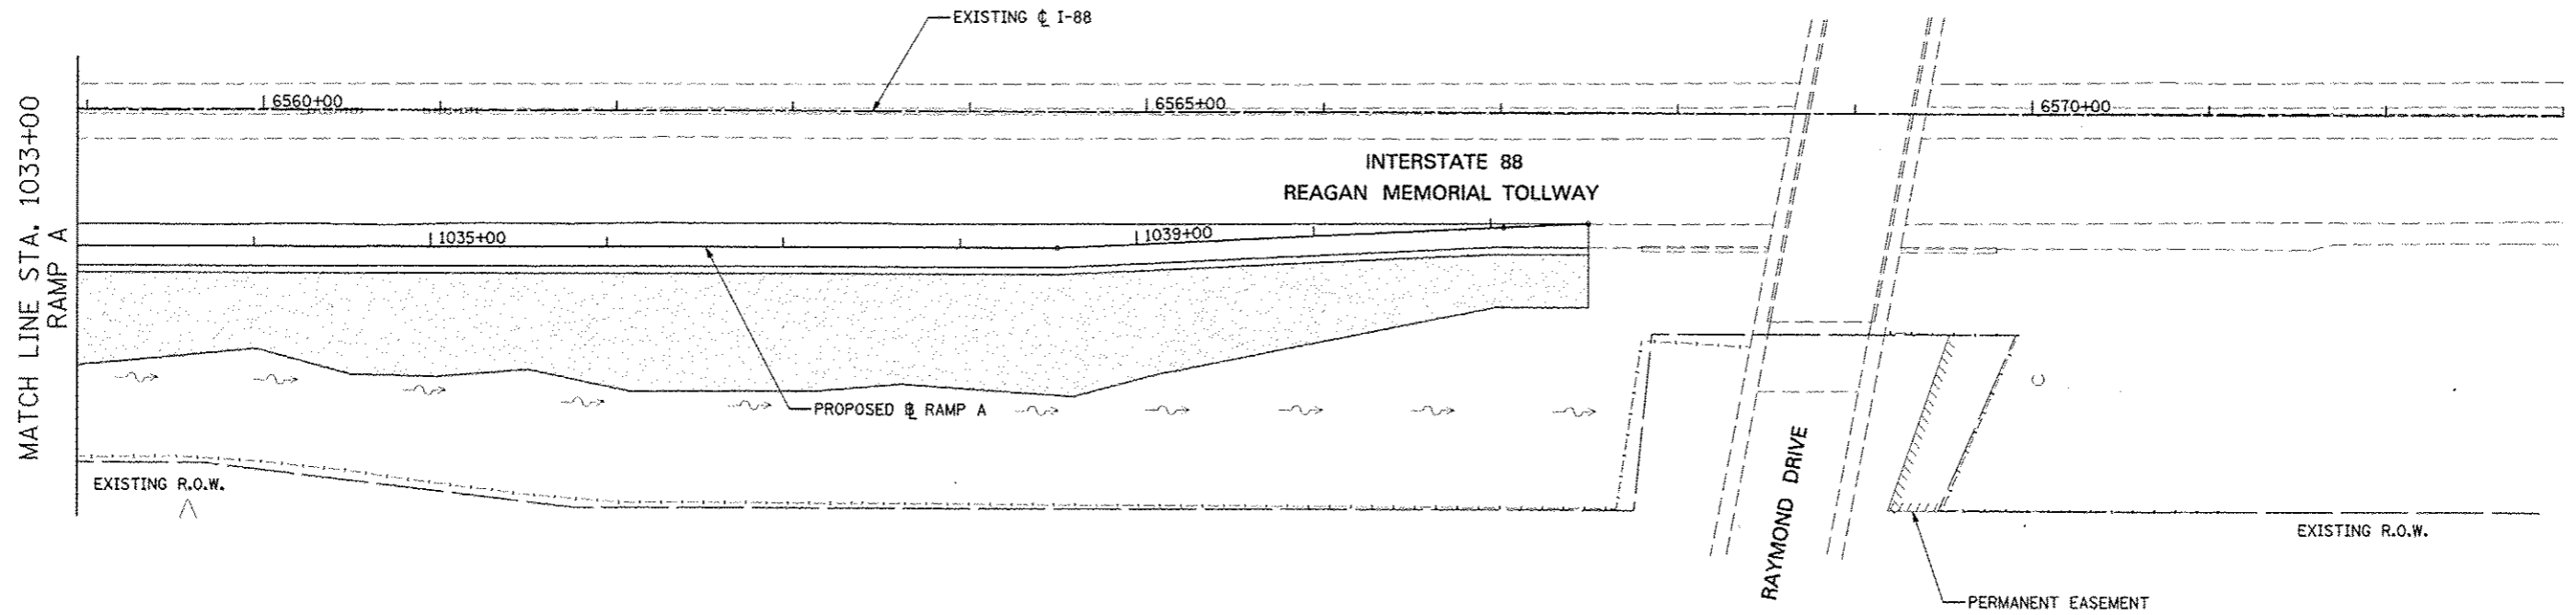 EXISTING ℄ I-88
6560+00
6565+00
6570+00
MATCH LINE STA. 1033+00
RAMP A
INTERSTATE 88
REAGAN MEMORIAL TOLLWAY
1035+00
1039+00
PROPOSED B RAMP A
EXISTING R.O.W.
RAYMOND DRIVE
EXISTING R.O.W.
PERMANENT EASEMENT